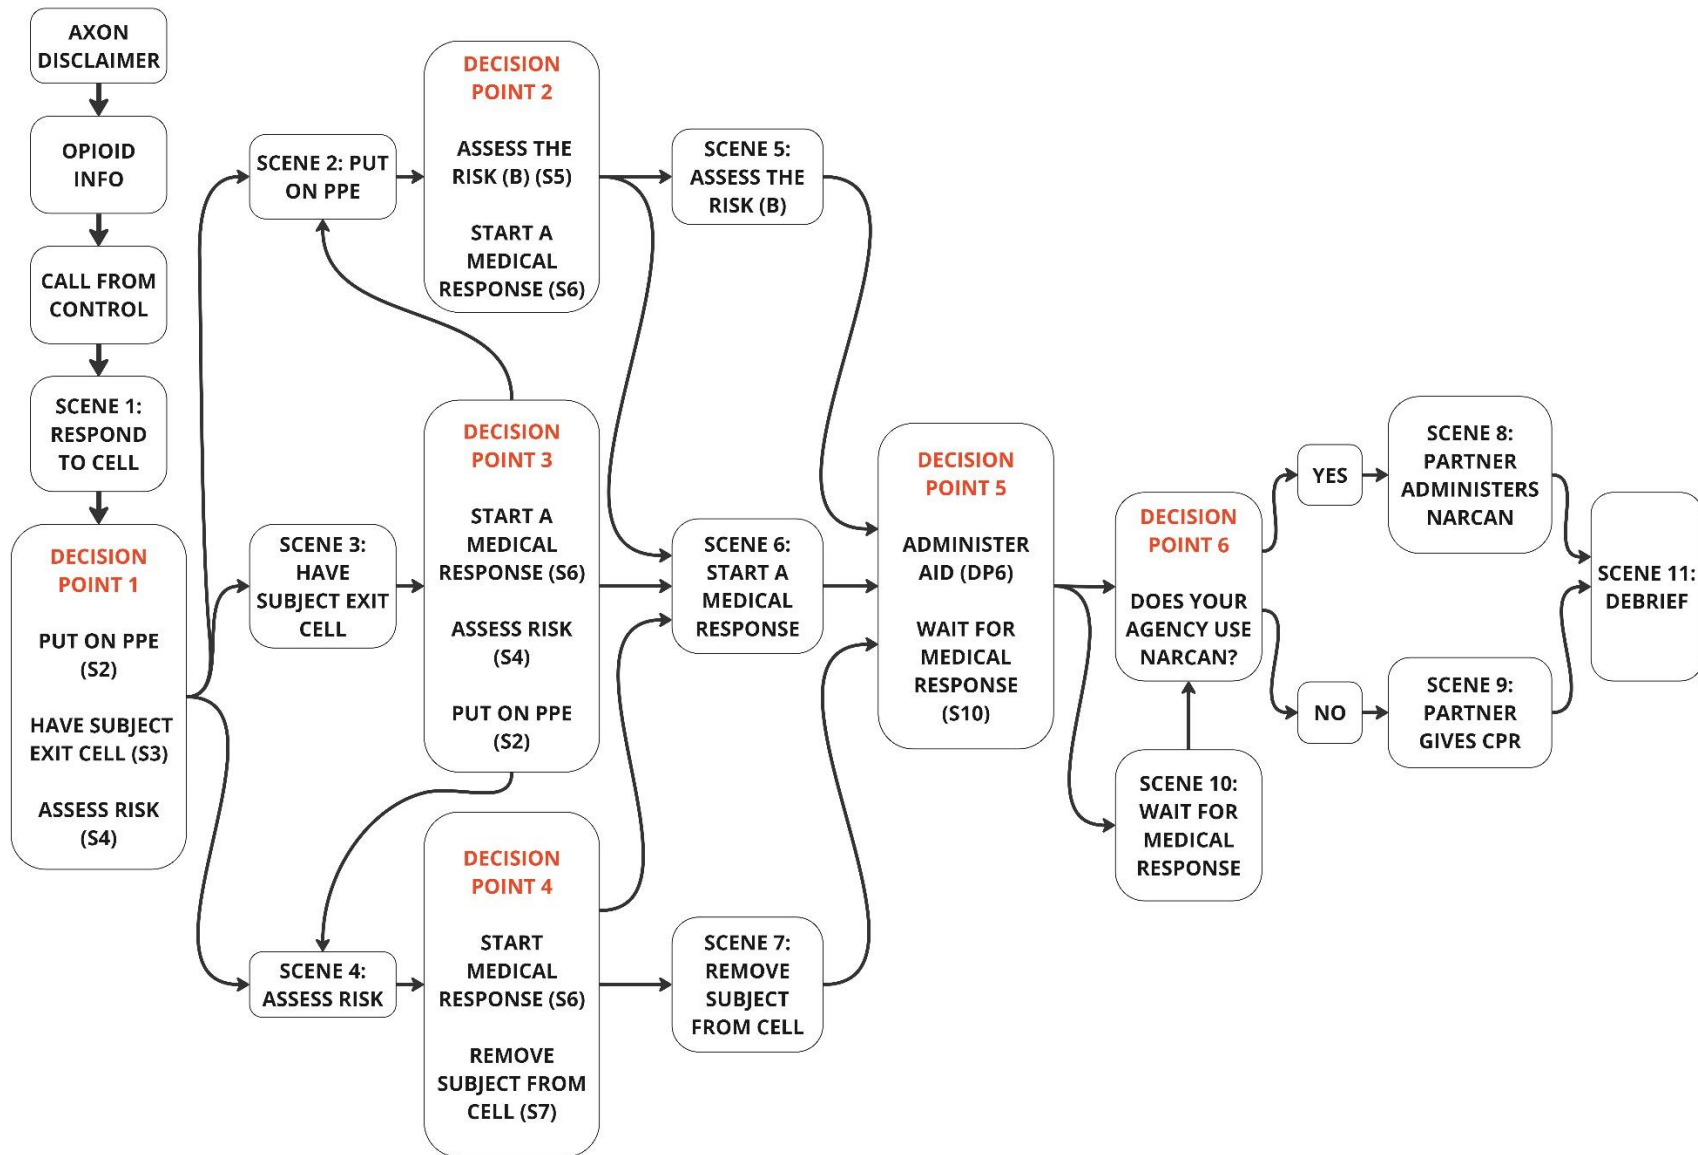 AXON
DISCLAIMER
OPIOID
INFO
CALL FROM
CONTROL
SCENE 1:
RESPOND
TO CELL
DECISION
POINT 1
PUT ON PPE
(S2)
HAVE SUBJECT
EXIT CELL (S3)
ASSESS RISK
(S4)
SCENE 2: PUT
ON PPE
SCENE 3:
HAVE
SUBJECT EXIT
CELL
SCENE 4:
ASSESS RISK
DECISION
POINT 2
ASSESS THE
RISK (B) (S5)
START A
MEDICAL
RESPONSE (S6)
DECISION
POINT 3
START A
MEDICAL
RESPONSE (S6)
ASSESS RISK
(S4)
PUT ON PPE
(S2)
DECISION
POINT 4
START
MEDICAL
RESPONSE (S6)
REMOVE
SUBJECT FROM
CELL (S7)
SCENE 5:
ASSESS THE
RISK (B)
SCENE 6:
START A
MEDICAL
RESPONSE
SCENE 7:
REMOVE
SUBJECT
FROM CELL
DECISION
POINT 5
ADMINISTER
AID (DP6)
WAIT FOR
MEDICAL
RESPONSE
(S10)
DECISION
POINT 6
DOES YOUR
AGENCY USE
NARCAN?
SCENE 10:
WAIT FOR
MEDICAL
RESPONSE
YES
NO
SCENE 8:
PARTNER
ADMINISTERS
NARCAN
SCENE 9:
PARTNER
GIVES CPR
SCENE 11:
DEBRIEF